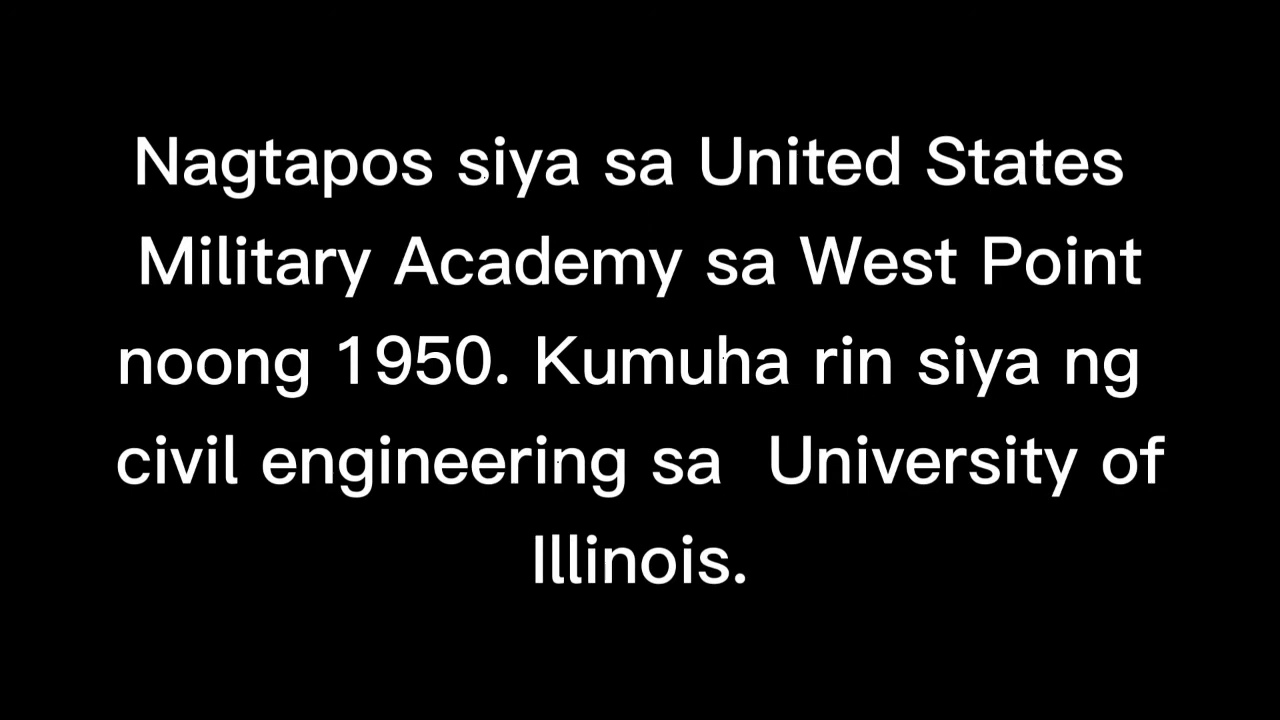 Nagtapos siya sa United States
Military Academy sa West Point
noong 1950. Kumuha rin siya ng
civil engineering sa  University of
Illinois.